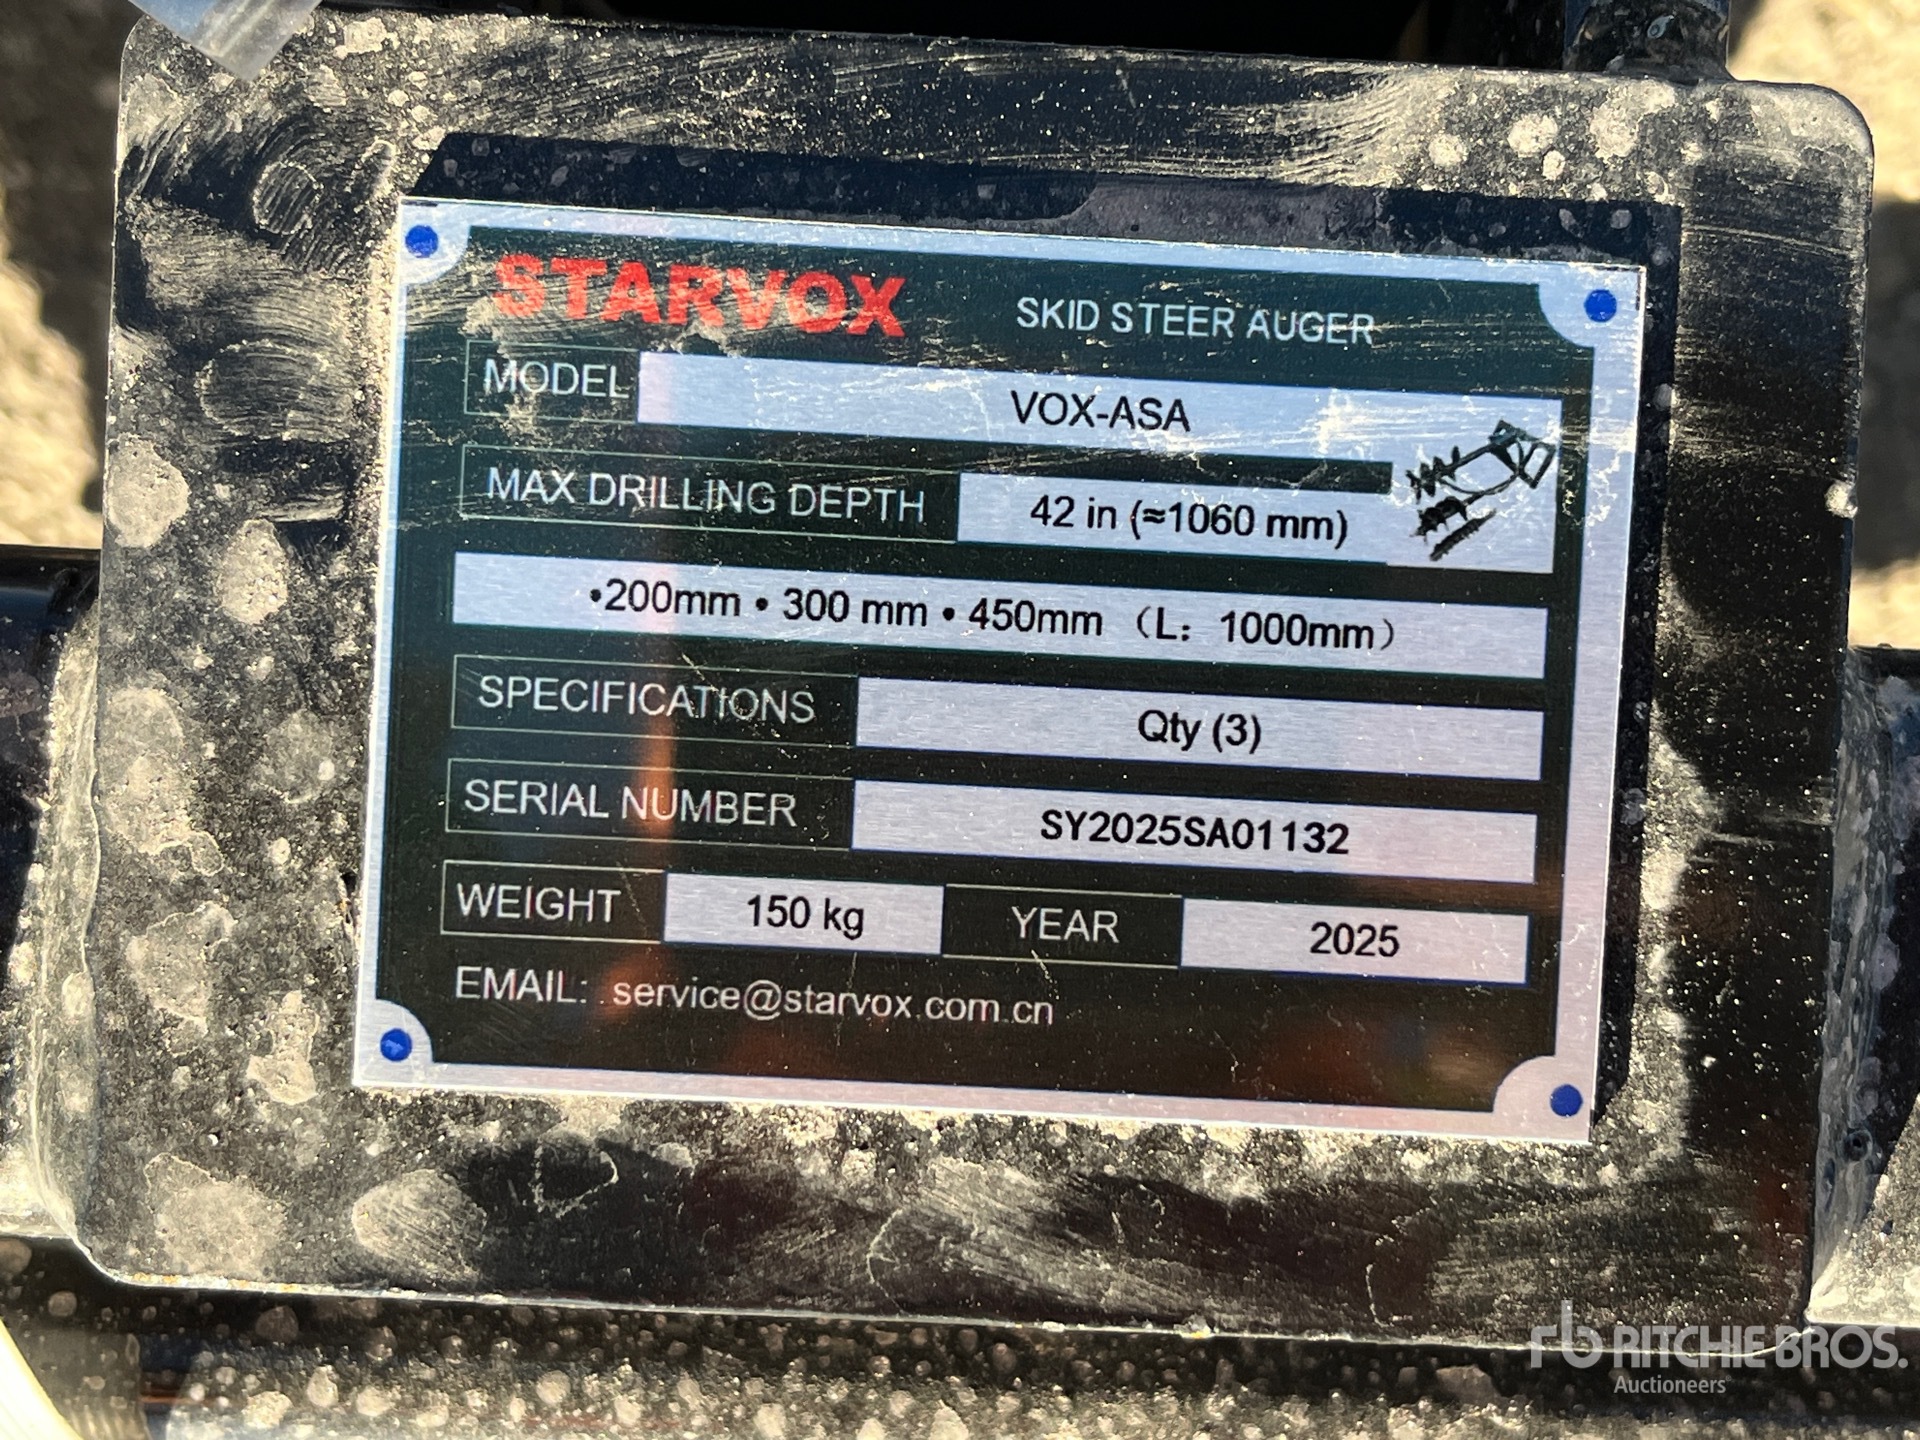 STARVOX SKID STEER AUGER
MODEL VOX-ASA
MAX DRILLING DEPTH 42 in (≈1060 mm)
•200mm • 300 mm • 450mm （L：1000mm）
SPECIFICATIONS Qty (3)
SERIAL NUMBER SY2025SA01132
WEIGHT 150 kg YEAR 2025
EMAIL: service@starvox.com.cn
rb RITCHIE BROS.
Auctioneers